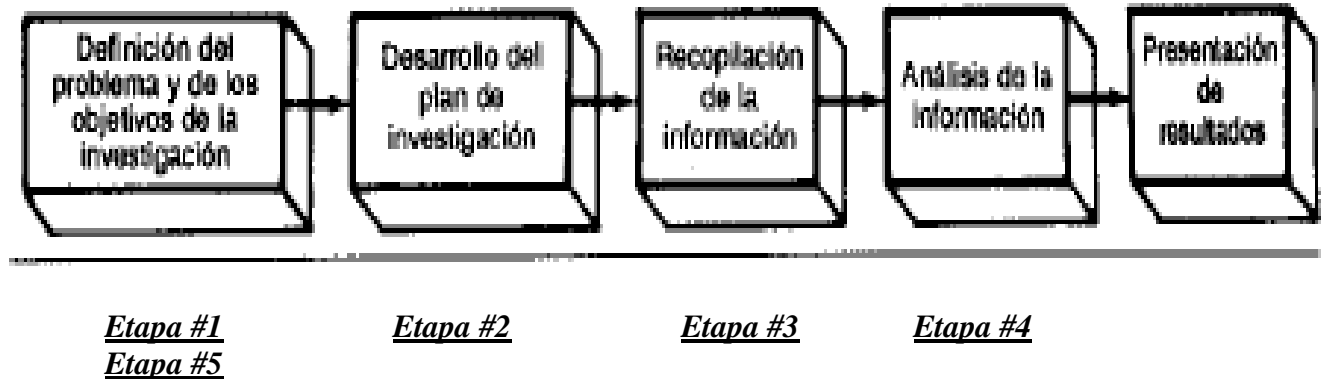 Definición del
problema y de los
objetivos de la
investigación
Desarrollo del
plan de
investigación
Recopilación
de la
información
Análisis de la
información
Presentación
de
resultados
Etapa #1
Etapa #2
Etapa #3
Etapa #4
Etapa #5